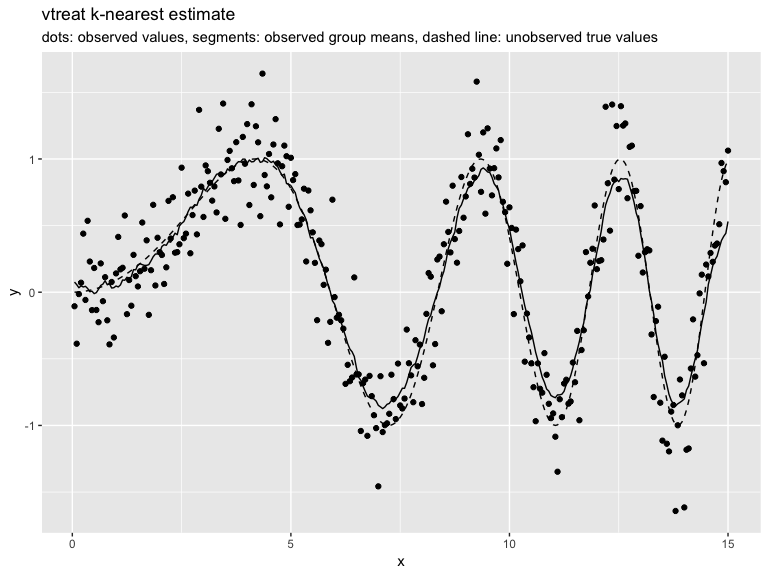 vtreat k-nearest estimate
dots: observed values, segments: observed group means, dashed line: unobserved true values
1
0
-1
y
0 5 10 15
x